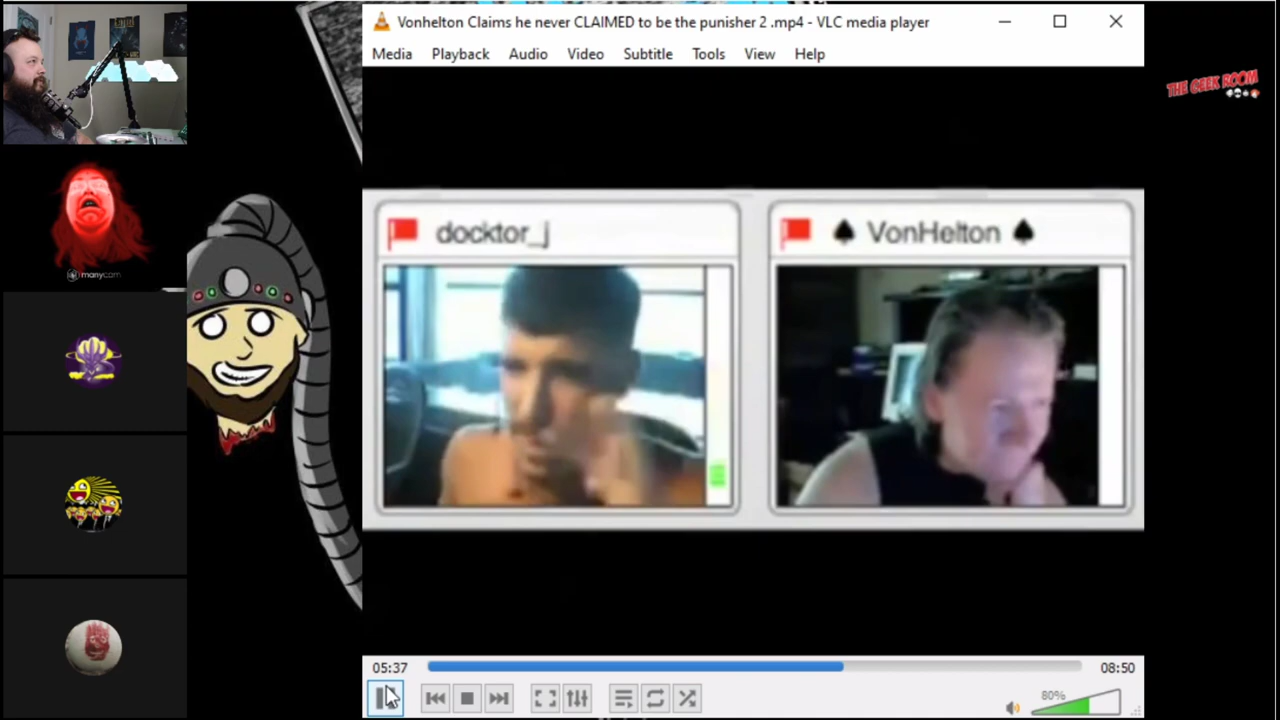 Vonhelton Claims he never CLAIMED to be the punisher 2 .mp4 - VLC media player
Media Playback Audio Video Subtitle Tools View Help
THE GEEK ROOM
docktor_j
♠ VonHelton ♠
manycam
05:37
08:50
80%